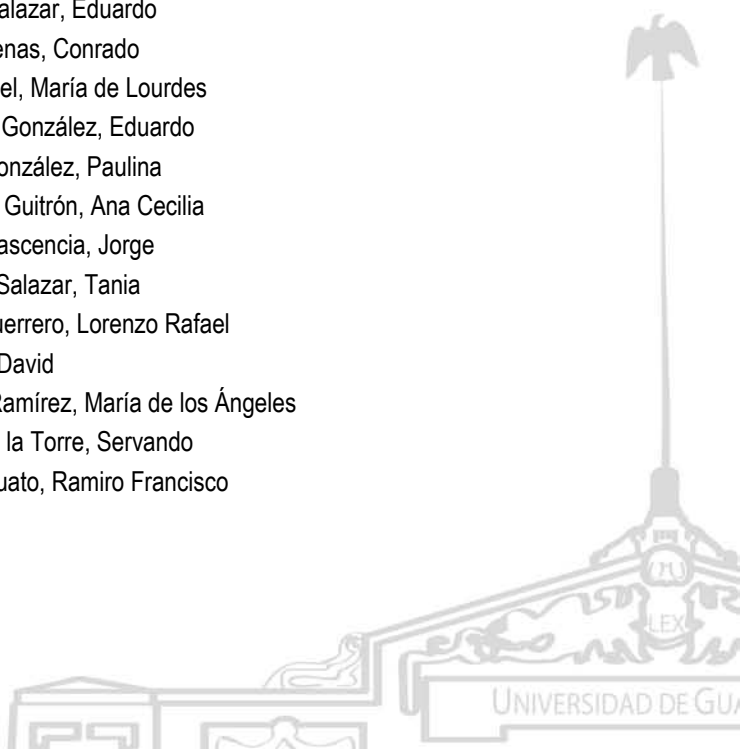 alazar, Eduardo
enas, Conrado
el, María de Lourdes
González, Eduardo
onzález, Paulina
Guitrón, Ana Cecilia
ascencia, Jorge
Salazar, Tania
uerrero, Lorenzo Rafael
David
Ramírez, María de los Ángeles
la Torre, Servando
uato, Ramiro Francisco
LEX
UNIVERSIDAD DE GUA